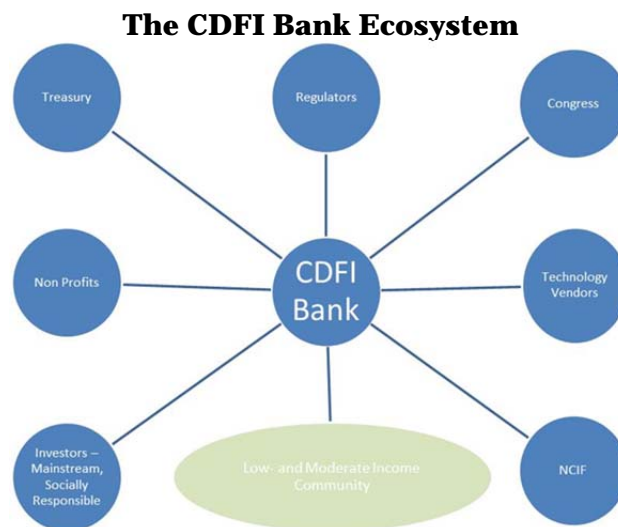 The CDFI Bank Ecosystem
Treasury
Regulators
Congress
Non Profits
CDFI
Bank
Technology
Vendors
Investors –
Mainstream,
Socially
Responsible
Low- and Moderate Income
Community
NCIF